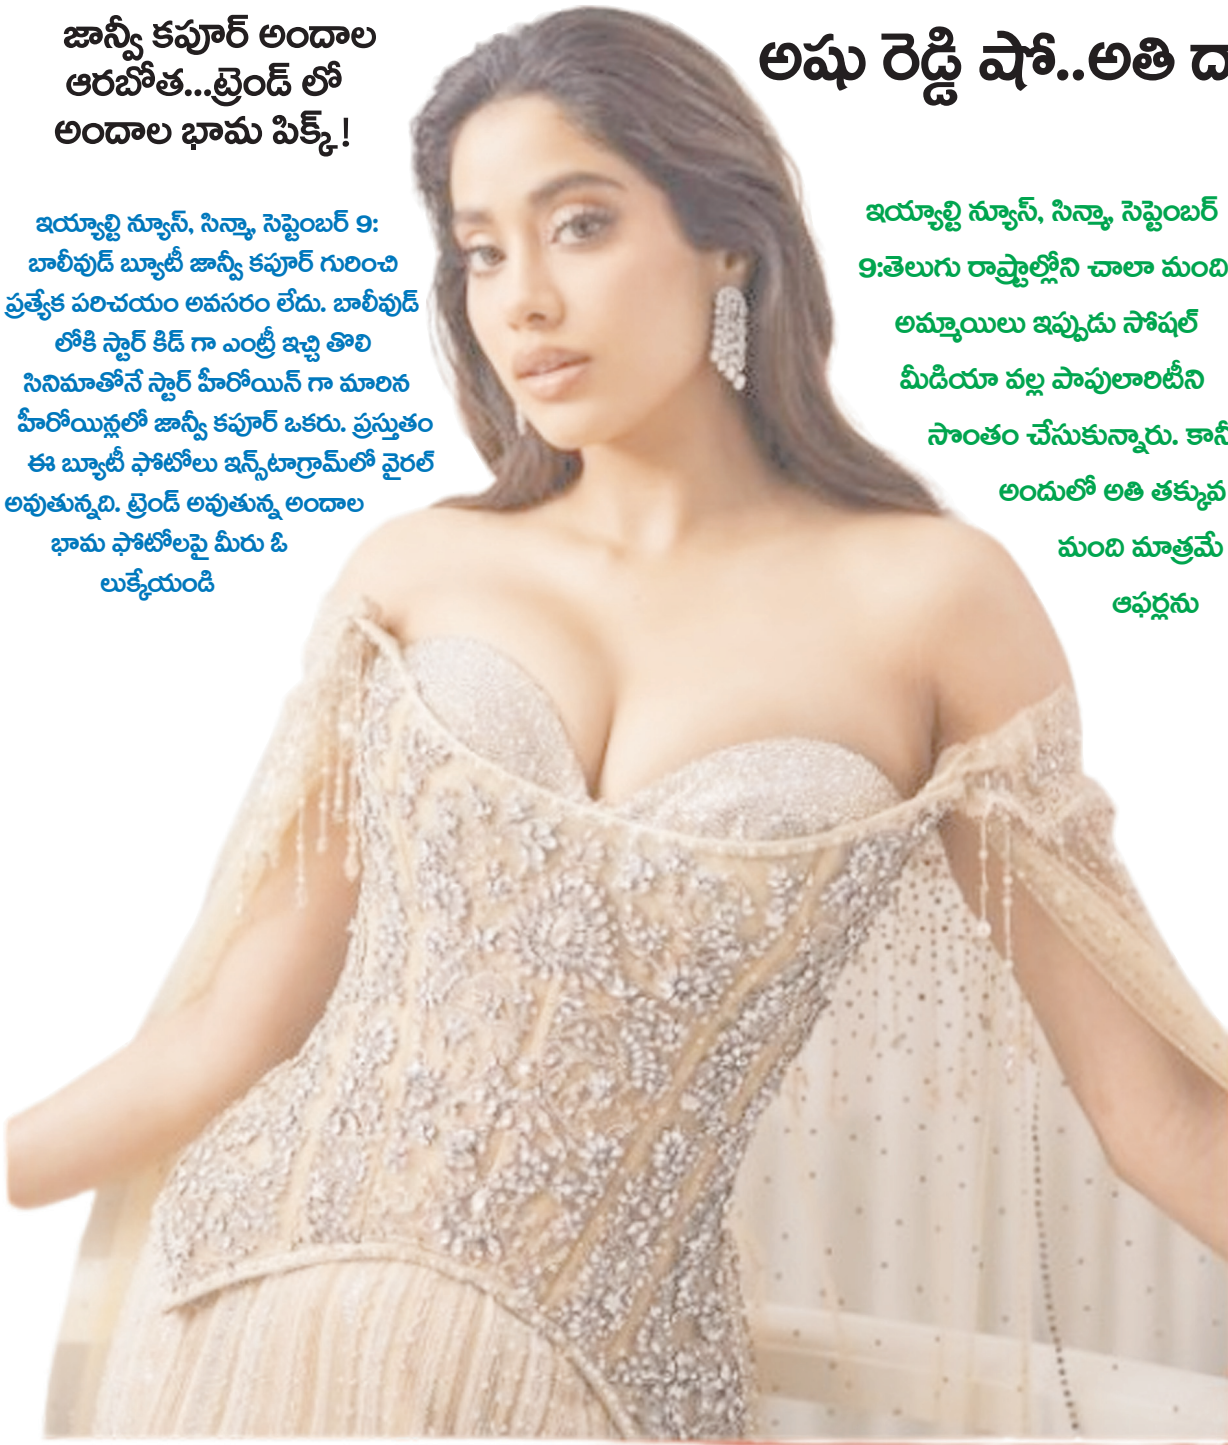 జాన్వీ కపూర్ అందాల
ఆరబోత...ట్రెండ్ లో
అందాల భామ పిక్స్!
ఇయ్యాల్టి న్యూస్, సిన్మా, సెప్టెంబర్ 9:
బాలీవుడ్ బ్యూటీ జాన్వీ కపూర్ గురించి
ప్రత్యేక పరిచయం అవసరం లేదు. బాలీవుడ్
లోకి స్టార్ కిడ్ గా ఎంట్రీ ఇచ్చి తొలి
సినిమాతోనే స్టార్ హీరోయిన్ గా మారిన
హీరోయిన్లలో జాన్వీ కపూర్ ఒకరు. ప్రస్తుతం
ఈ బ్యూటీ ఫోటోలు ఇన్‌స్టాగ్రామ్‌లో వైరల్
అవుతున్నది. ట్రెండ్ అవుతున్న అందాల
భామ ఫోటోలపై మీరు ఓ
లుక్కేయండి
అషు రెడ్డి షో..అతి
ఇయ్యాల్టి న్యూస్, సిన్మా, సెప్టెంబర్
9:తెలుగు రాష్ట్రాల్లోని చాలా మంది
అమ్మాయిలు ఇప్పుడు సోషల్
మీడియా వల్ల పాపులారిటీని
సొంతం చేసుకున్నారు. కానీ
అందులో అతి తక్కువ
మంది మాత్రమే
ఆఫర్లను